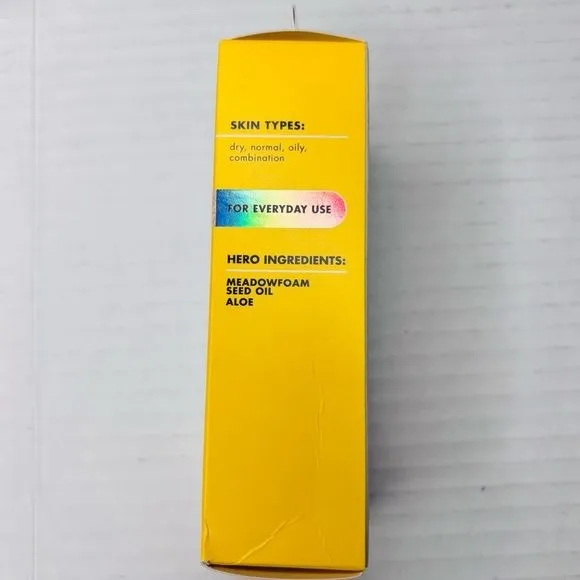 SKIN TYPES:
dry, normal, oily,
combination
FOR EVERYDAY USE
HERO INGREDIENTS:
MEADOWFOAM
SEED OIL
ALOE